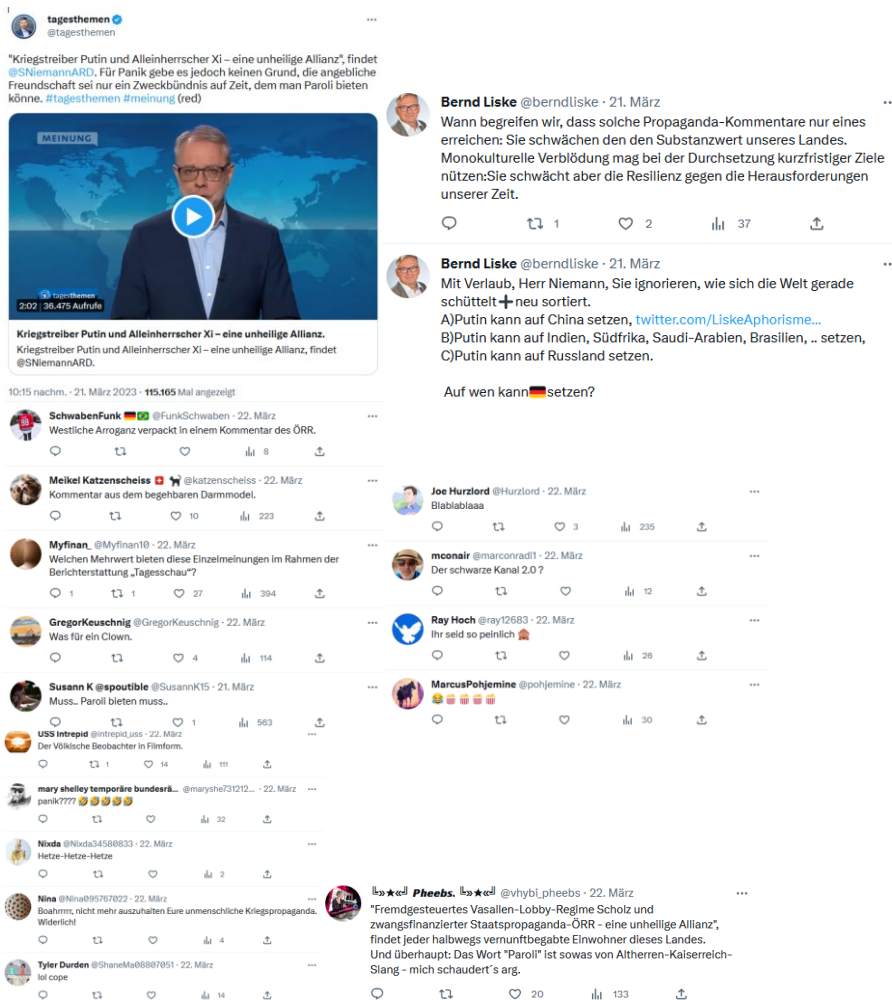 tagesthemen
@tagesthemen
"Kriegstreiber Putin und Alleinherrscher Xi – eine unheilige Allianz", findet
@SNiemannARD. Für Panik gebe es jedoch keinen Grund, die angebliche
Freundschaft sei nur ein Zweckbündnis auf Zeit, dem man Paroli bieten
könne. #tagesthemen #meinung (red)
MEINUNG
tagesthemen
2:02 | 36.475 Aufrufe
Kriegstreiber Putin und Alleinherrscher Xi – eine unheilige Allianz.
Kriegstreiber Putin und Alleinherrscher Xi – eine unheilige Allianz, findet
@SNiemannARD.
10:15 nachm. · 21. März 2023 · 115.165 Mal angezeigt
SchwabenFunk 🇩🇪🇧🇷 @FunkSchwaben · 22. März
Westliche Arroganz verpackt in einem Kommentar des ÖRR.
8
Meikel Katzenscheiss 🇨🇭 🐈‍⬛ @katzenscheiss · 22. März
Kommentar aus dem begehbaren Darmmodel.
10 223
Myfinan_ @Myfinan10 · 22. März
Welchen Mehrwert bieten diese Einzelmeinungen im Rahmen der
Berichterstattung „Tagesschau“?
1 1 27 394
GregorKeuschnig @GregorKeuschnig · 22. März
Was für ein Clown.
4 114
Susann K @spoutible @SusannK15 · 21. März
Muss.. Paroli bieten muss..
1 563
USS Intrepid @intrepid_uss · 22. März
Der Völkische Beobachter in Filmform.
1 14 111
mary shelley temporäre bundesrä... @maryshe731212... · 22. März
panik???? 🤣🤣🤣🤣🤣
32
Nixda @Nixda34580833 · 22. März
Hetze-Hetze-Hetze
2
Nina @Nina095767022 · 22. März
Boahrrrr, nicht mehr auszuhalten Eure unmenschliche Kriegspropaganda.
Widerlich!
4
Tyler Durden @ShaneMa08807051 · 22. März
lol cope
14
Bernd Liske @berndliske · 21. März
Wann begreifen wir, dass solche Propaganda-Kommentare nur eines
erreichen: Sie schwächen den den Substanzwert unseres Landes.
Monokulturelle Verblödung mag bei der Durchsetzung kurzfristiger Ziele
nützen:Sie schwächt aber die Resilienz gegen die Herausforderungen
unserer Zeit.
1 2 37
Bernd Liske @berndliske · 21. März
Mit Verlaub, Herr Niemann, Sie ignorieren, wie sich die Welt gerade
schüttelt➕neu sortiert.
A)Putin kann auf China setzen, twitter.com/LiskeAphorisme...
B)Putin kann auf Indien, Südfrika, Saudi-Arabien, Brasilien, .. setzen,
C)Putin kann auf Russland setzen.
Auf wen kann🇩🇪setzen?
Joe Hurzlord @Hurzlord · 22. März
Blablablaaa
3 235
mconair @marconradi1 · 22. März
Der schwarze Kanal 2.0 ?
12
Ray Hoch @ray12683 · 22. März
Ihr seid so peinlich 🙈
26
MarcusPohjemine @pohjemine · 22. März
😂🍿🍿🍿🍿
30
╚»★«╝ Pheebs. ╚»★«╝ @vhybi_pheebs · 22. März
"Fremdgesteuertes Vasallen-Lobby-Regime Scholz und
zwangsfinanzierter Staatspropaganda-ÖRR - eine unheilige Allianz",
findet jeder halbwegs vernunftbegabte Einwohner dieses Landes.
Und überhaupt: Das Wort "Paroli" ist sowas von Altherren-Kaiserreich-
Slang - mich schaudert´s arg.
20 133